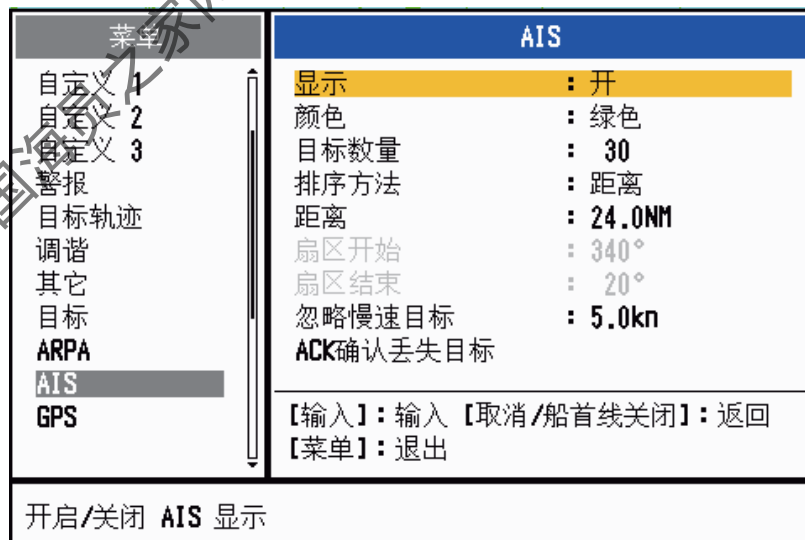 菜单
自定义 1
自定义 2
自定义 3
警报
目标轨迹
调谐
其它
目标
ARPA
AIS
GPS
AIS
显示 : 开
颜色 : 绿色
目标数量 : 30
排序方法 : 距离
距离 : 24.0NM
扇区开始 : 340°
扇区结束 : 20°
忽略慢速目标 : 5.0kn
ACK确认丢失目标
[输入]:输入 [取消/船首线关闭]:返回
[菜单]:退出
开启/关闭 AIS 显示
国海员之家